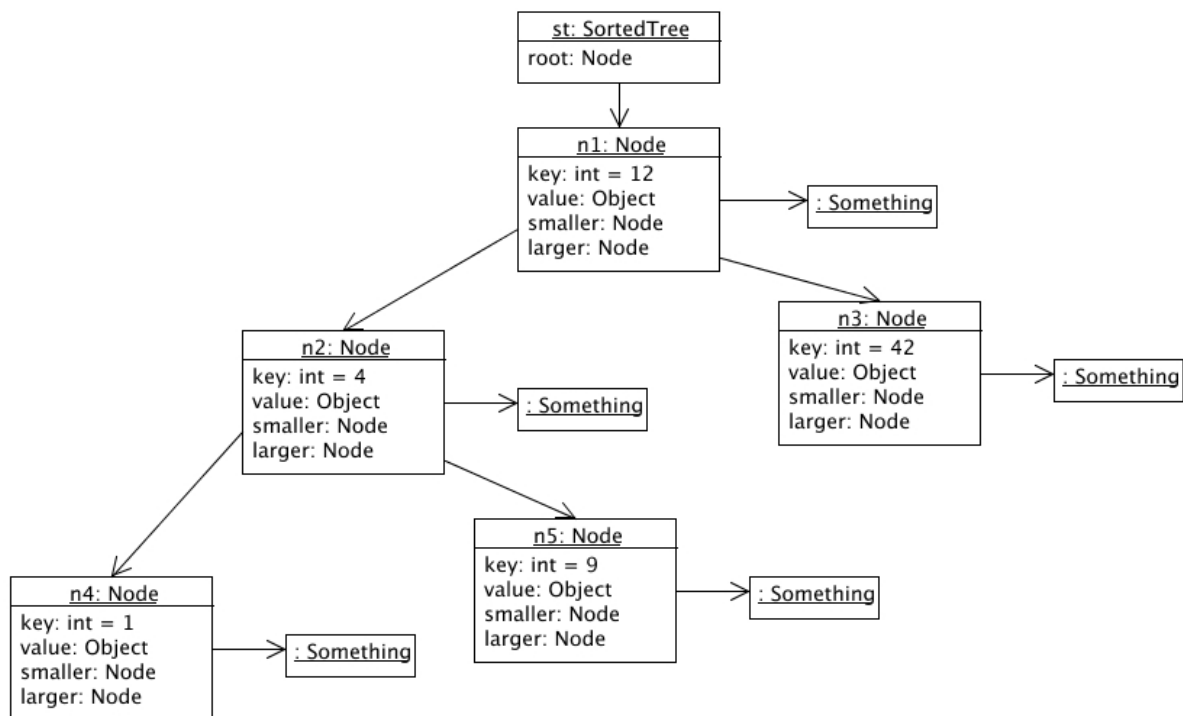 st: SortedTree
root: Node
n1: Node
key: int = 12
value: Object
smaller: Node
larger: Node
: Something
n3: Node
key: int = 42
value: Object
smaller: Node
larger: Node
: Something
n2: Node
key: int = 4
value: Object
smaller: Node
larger: Node
: Something
n5: Node
key: int = 9
value: Object
smaller: Node
larger: Node
: Something
n4: Node
key: int = 1
value: Object
smaller: Node
larger: Node
: Something